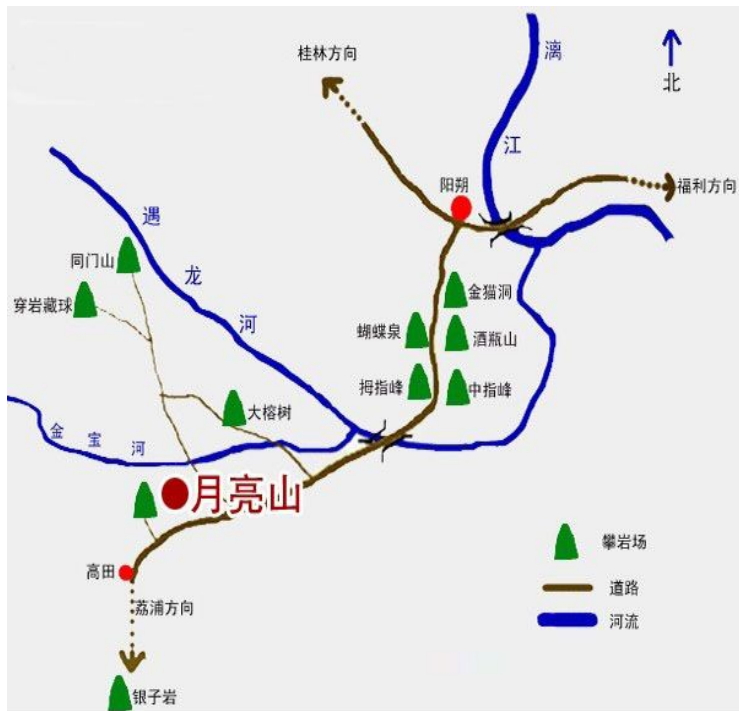 桂林方向
漓江
北
阳朔
福利方向
遇龙河
同门山
穿岩藏球
金猫洞
蝴蝶泉
酒瓶山
拇指峰
中指峰
大榕树
金宝河
月亮山
高田
荔浦方向
银子岩
攀岩场
道路
河流